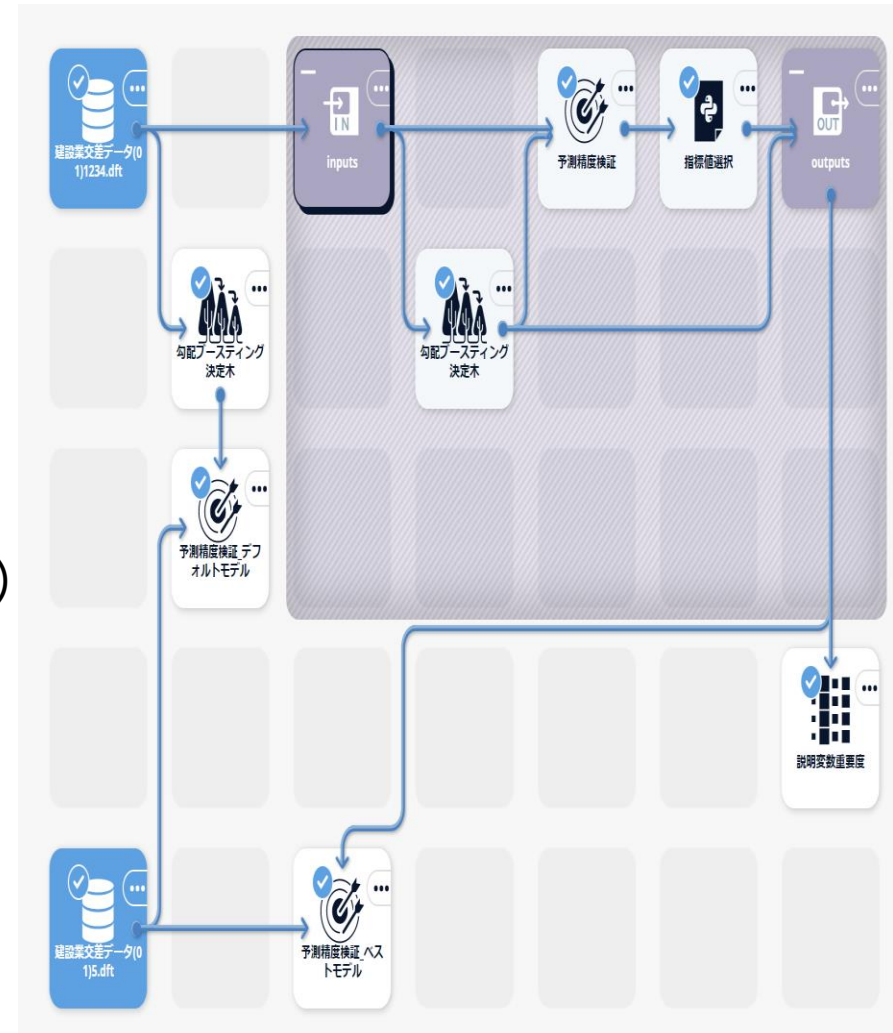 建設業交差データ(0
1)1234.dft
IN
inputs
予測精度検証
指標値選択
OUT
outputs
勾配ブースティング
決定木
勾配ブースティング
決定木
予測精度検証_デフ
ォルトモデル
)
説明変数重要度
建設業交差データ(0
1)5.dft
予測精度検証_ベス
トモデル